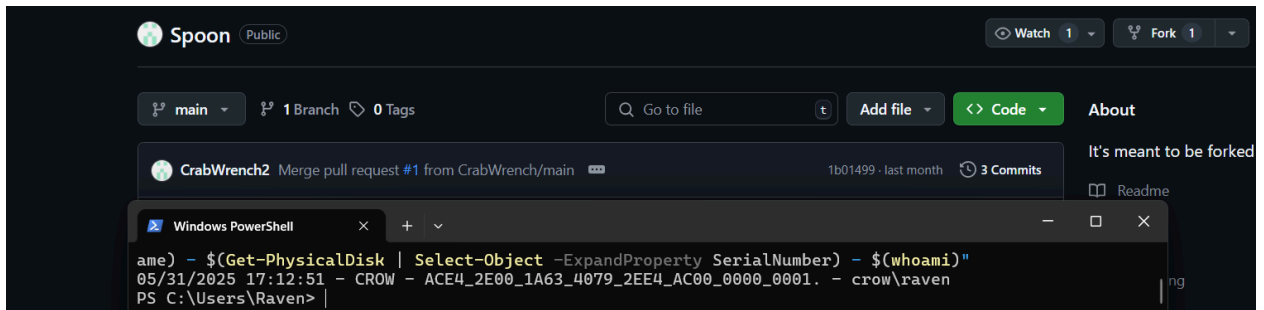 Spoon Public Watch 1 Fork 1
main 1 Branch 0 Tags Go to file t Add file Code About
It's meant to be forked
CrabWrench2 Merge pull request #1 from CrabWrench/main 1b01499 · last month 3 Commits
Readme
Windows PowerShell
ame) - $(Get-PhysicalDisk | Select-Object -ExpandProperty SerialNumber) - $(whoami)"
05/31/2025 17:12:51 - CROW - ACE4_2E00_1A63_4079_2EE4_AC00_0000_0001. - crow\raven
ng
PS C:\Users\Raven>